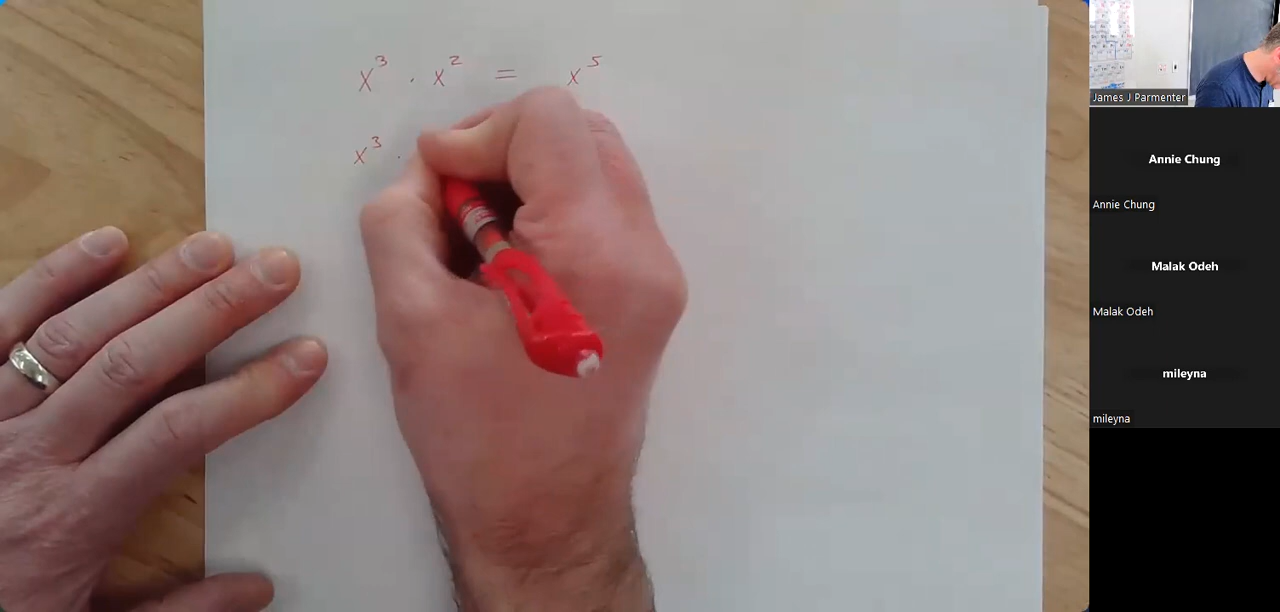 x³ · x² = x⁵
x³ ·
James J Parmenter
Annie Chung
Annie Chung
Malak Odeh
Malak Odeh
mileyna
mileyna